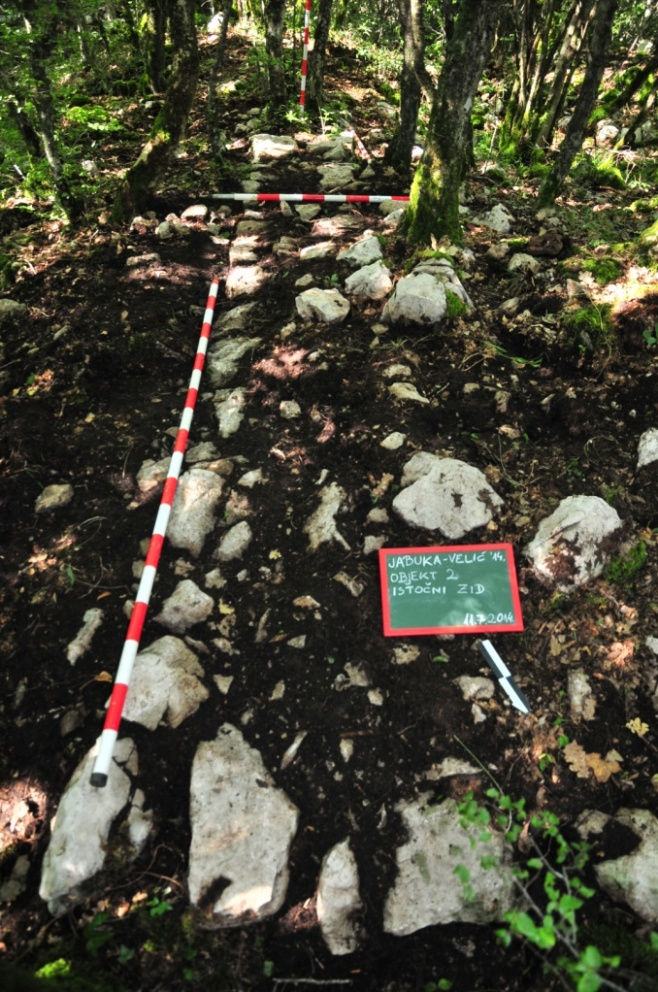 JABUKA-VELIĆ '14.
OBJEKT 2
ISTOČNI ZID
11.7.2014